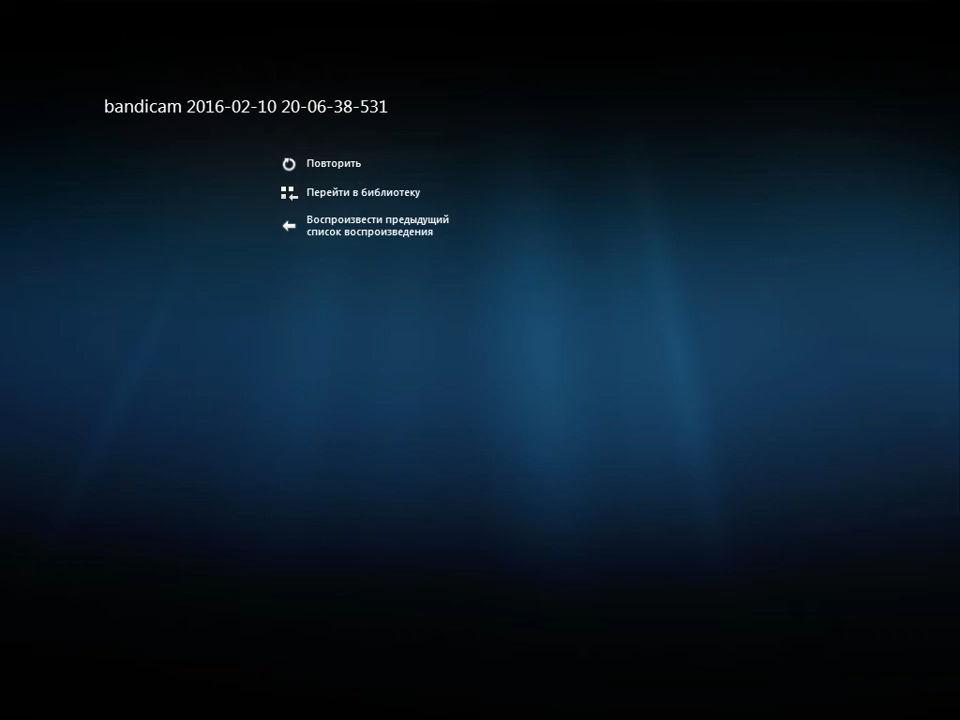 bandicam 2016-02-10 20-06-38-531
Повторить
Перейти в библиотеку
Воспроизвести предыдущий
список воспроизведения